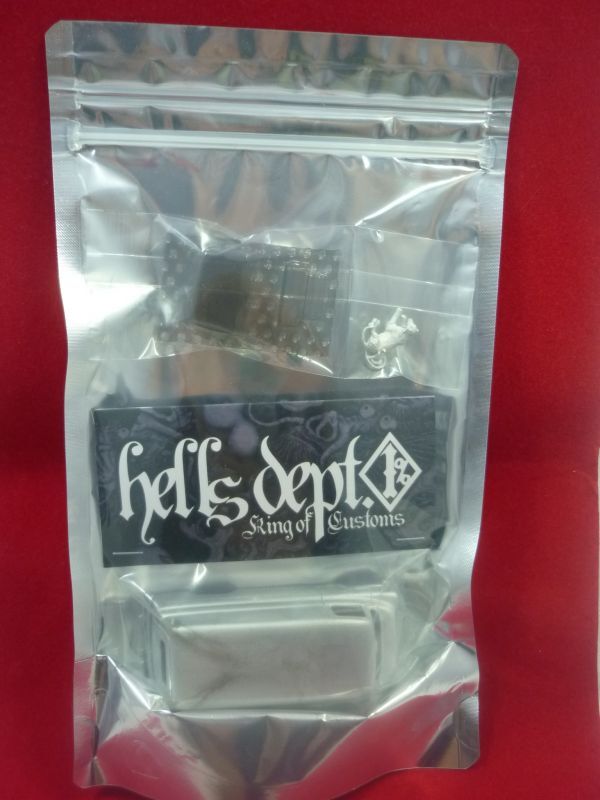 hells dept. 1%
King of Customs